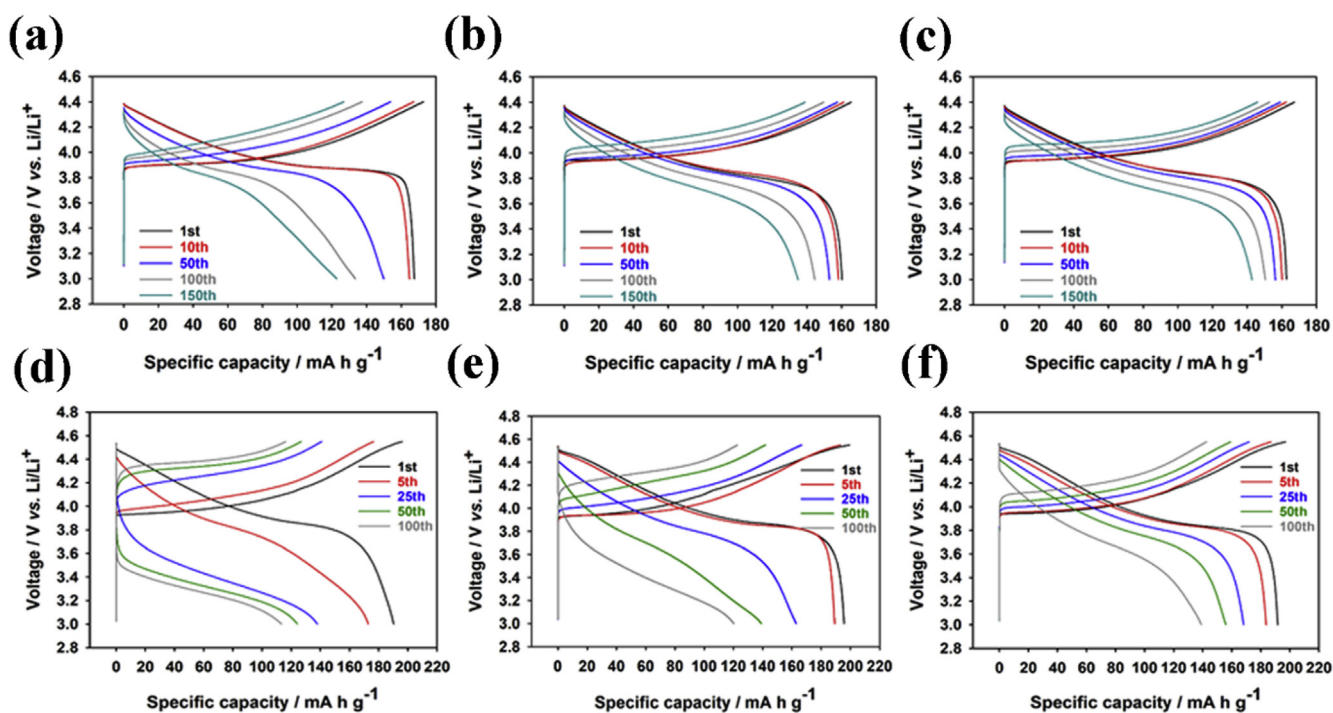 (a)
Voltage / V vs. Li/Li+
4.6
4.4
4.2
4.0
3.8
3.6
3.4
3.2
3.0
2.8
1st
10th
50th
100th
150th
0 20 40 60 80 100 120 140 160 180
Specific capacity / mA h g-1
(b)
Voltage / V vs. Li/Li+
4.6
4.4
4.2
4.0
3.8
3.6
3.4
3.2
3.0
2.8
1st
10th
50th
100th
150th
0 20 40 60 80 100 120 140 160 180
Specific capacity / mA h g-1
(c)
Voltage / V vs. Li/Li+
4.6
4.4
4.2
4.0
3.8
3.6
3.4
3.2
3.0
2.8
1st
10th
50th
100th
150th
0 20 40 60 80 100 120 140 160 180
Specific capacity / mA h g-1
(d)
Voltage / V vs. Li/Li+
4.8
4.6
4.4
4.2
4.0
3.8
3.6
3.4
3.2
3.0
2.8
1st
5th
25th
50th
100th
0 20 40 60 80 100 120 140 160 180 200 220
Specific capacity / mA h g-1
(e)
Voltage / V vs. Li/Li+
4.8
4.6
4.4
4.2
4.0
3.8
3.6
3.4
3.2
3.0
2.8
1st
5th
25th
50th
100th
0 20 40 60 80 100 120 140 160 180 200 220
Specific capacity / mA h g-1
(f)
Voltage / V vs. Li/Li+
4.8
4.6
4.4
4.2
4.0
3.8
3.6
3.4
3.2
3.0
2.8
1st
5th
25th
50th
100th
0 20 40 60 80 100 120 140 160 180 200 220
Specific capacity / mA h g-1